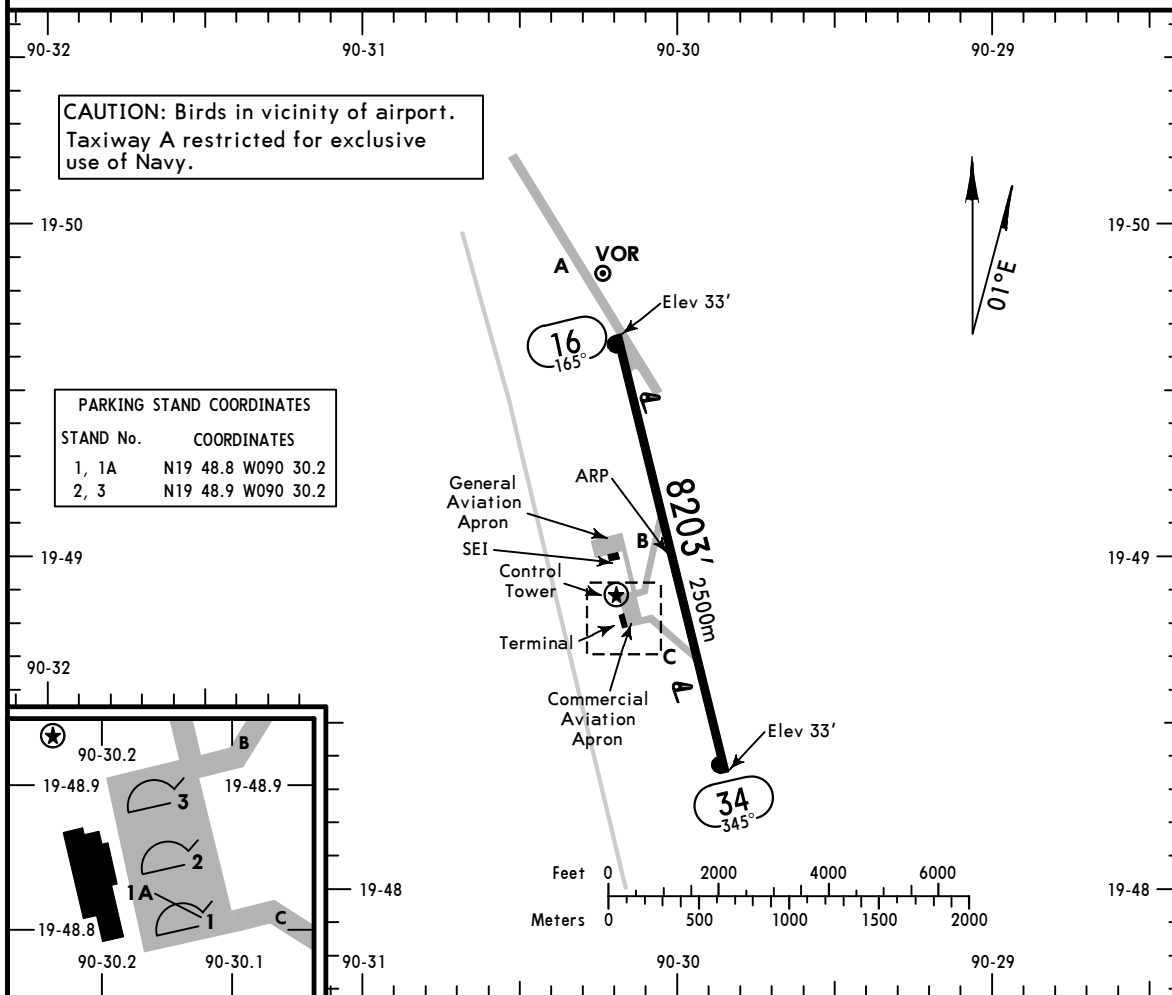 90-32 90-31 90-30 90-29
CAUTION: Birds in vicinity of airport.
Taxiway A restricted for exclusive
use of Navy.
19-50 19-50
A VOR
Elev 33'
01°E
16
165°
PARKING STAND COORDINATES
STAND No. COORDINATES
1, 1A N19 48.8 W090 30.2
2, 3 N19 48.9 W090 30.2
ARP
8203'
2500m
General
Aviation
Apron
B
SEI
19-49 19-49
Control
Tower
Terminal
C
90-32
Commercial
Aviation
Apron
Elev 33'
34
345°
90-30.2
B
19-48.9 19-48.9
3
2
1A
1
C
19-48.8
90-30.2 90-30.1
19-48 19-48
Feet 0 2000 4000 6000
Meters 0 500 1000 1500 2000
90-31 90-30 90-29